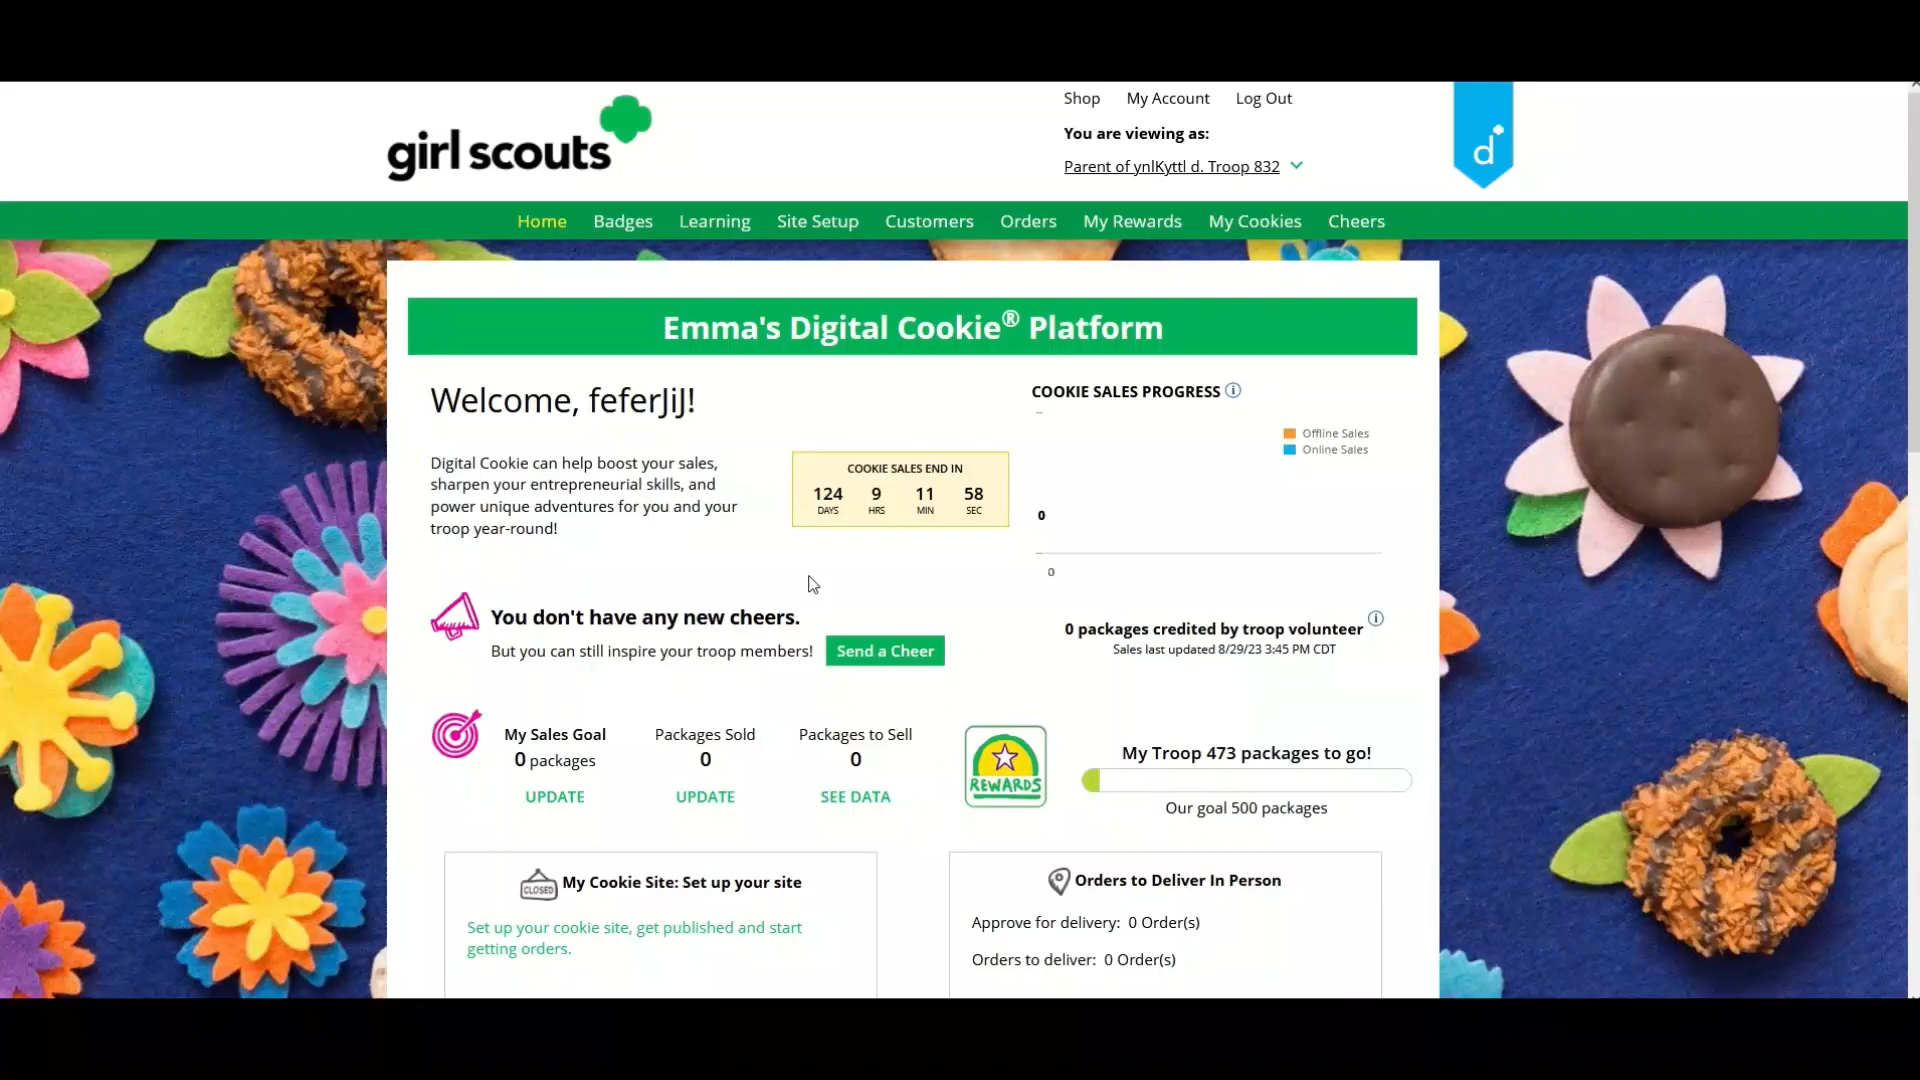 girl scouts
Shop My Account Log Out
You are viewing as:
Parent of ynlKyttl d. Troop 832
d
Home Badges Learning Site Setup Customers Orders My Rewards My Cookies Cheers
Emma's Digital Cookie® Platform
Welcome, feferJiJ!
Digital Cookie can help boost your sales,
sharpen your entrepreneurial skills, and
power unique adventures for you and your
troop year-round!
COOKIE SALES END IN
124 9 11 58
DAYS HRS MIN SEC
COOKIE SALES PROGRESS i
Offline Sales
Online Sales
0
0
You don't have any new cheers.
But you can still inspire your troop members! Send a Cheer
0 packages credited by troop volunteer i
Sales last updated 8/29/23 3:45 PM CDT
My Sales Goal Packages Sold Packages to Sell
0 packages 0 0
UPDATE UPDATE SEE DATA
REWARDS
My Troop 473 packages to go!
Our goal 500 packages
CLOSED My Cookie Site: Set up your site
Set up your cookie site, get published and start
getting orders.
Orders to Deliver In Person
Approve for delivery: 0 Order(s)
Orders to deliver: 0 Order(s)